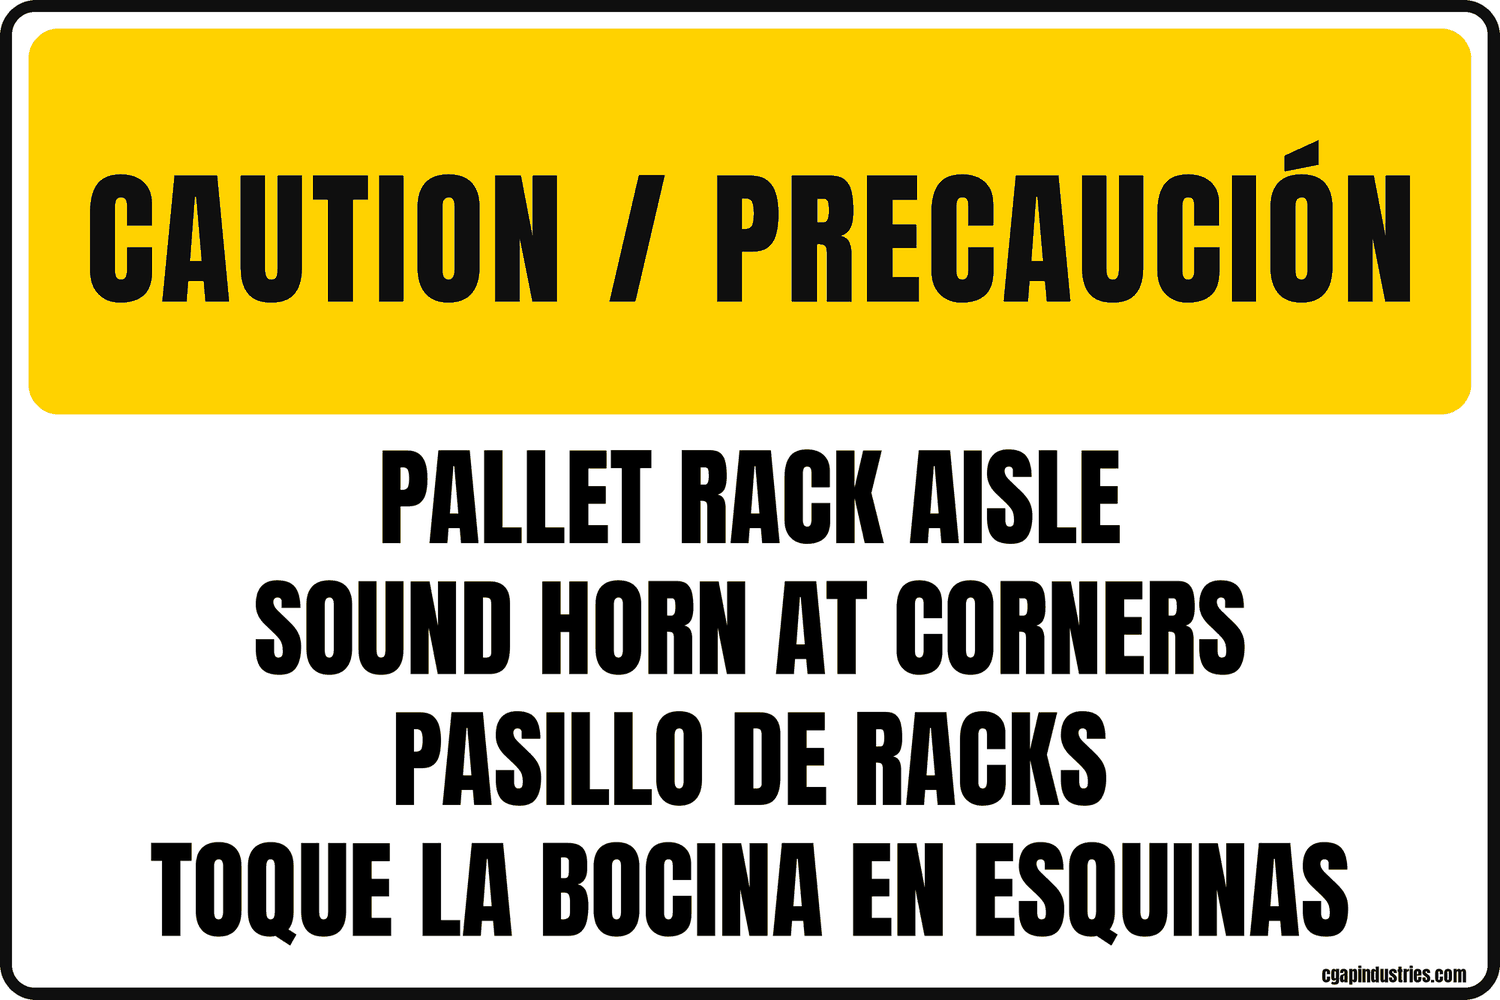 CAUTION / PRECAUCIÓN
PALLET RACK AISLE
SOUND HORN AT CORNERS
PASILLO DE RACKS
TOQUE LA BOCINA EN ESQUINAS
cgapindustries.com